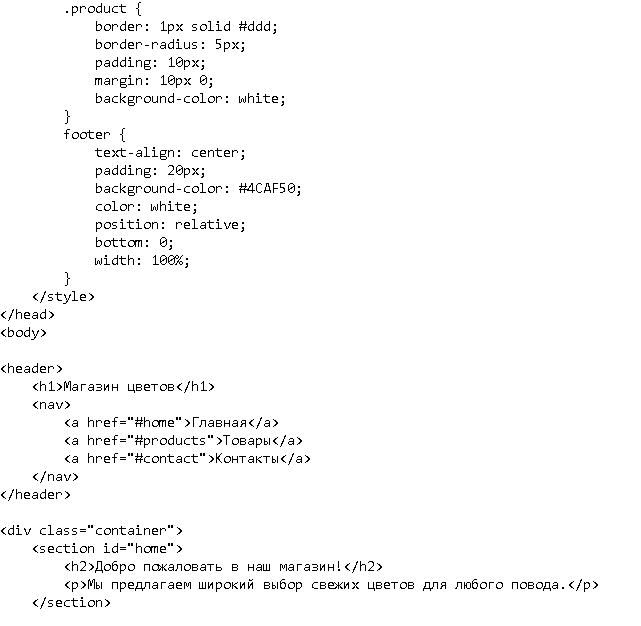 .product {
border: 1px solid #ddd;
border-radius: 5px;
padding: 10px;
margin: 10px 0;
background-color: white;
}
footer {
text-align: center;
padding: 20px;
background-color: #4CAF50;
color: white;
position: relative;
bottom: 0;
width: 100%;
}
</style>
</head>
<body>
<header>
<h1>Магазин цветов</h1>
<nav>
<a href="#home">Главная</a>
<a href="#products">Товары</a>
<a href="#contact">Контакты</a>
</nav>
</header>
<div class="container">
<section id="home">
<h2>Добро пожаловать в наш магазин!</h2>
<p>Мы предлагаем широкий выбор свежих цветов для любого повода.</p>
</section>